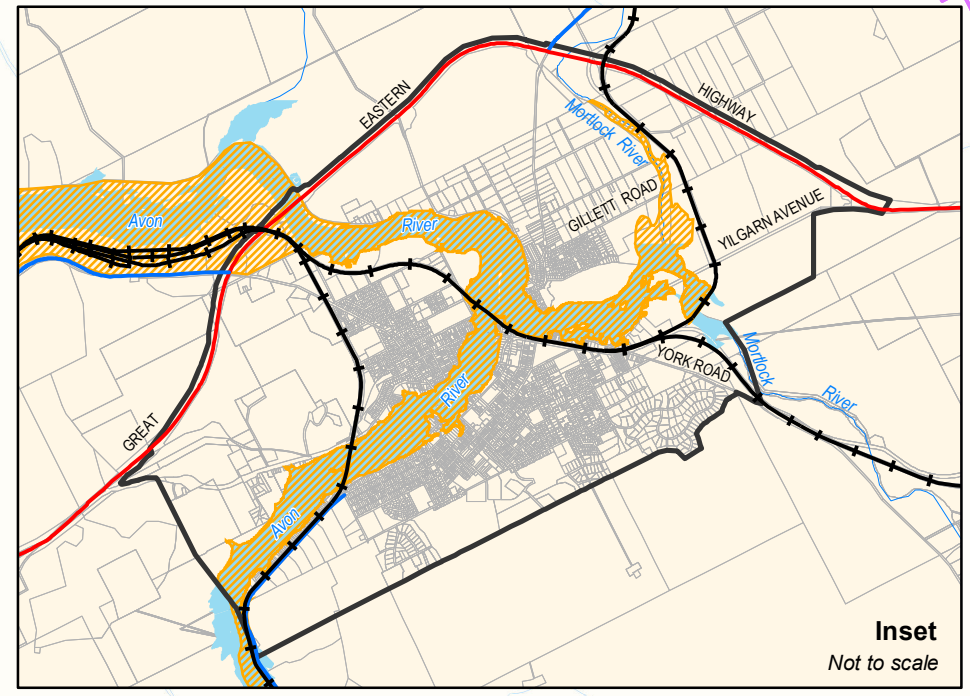 EASTERN
HIGHWAY
Mortlock River
GILLETT ROAD
YILGARN AVENUE
Avon
River
YORK ROAD
Mortlock
River
River
GREAT
Avon
Inset
Not to scale